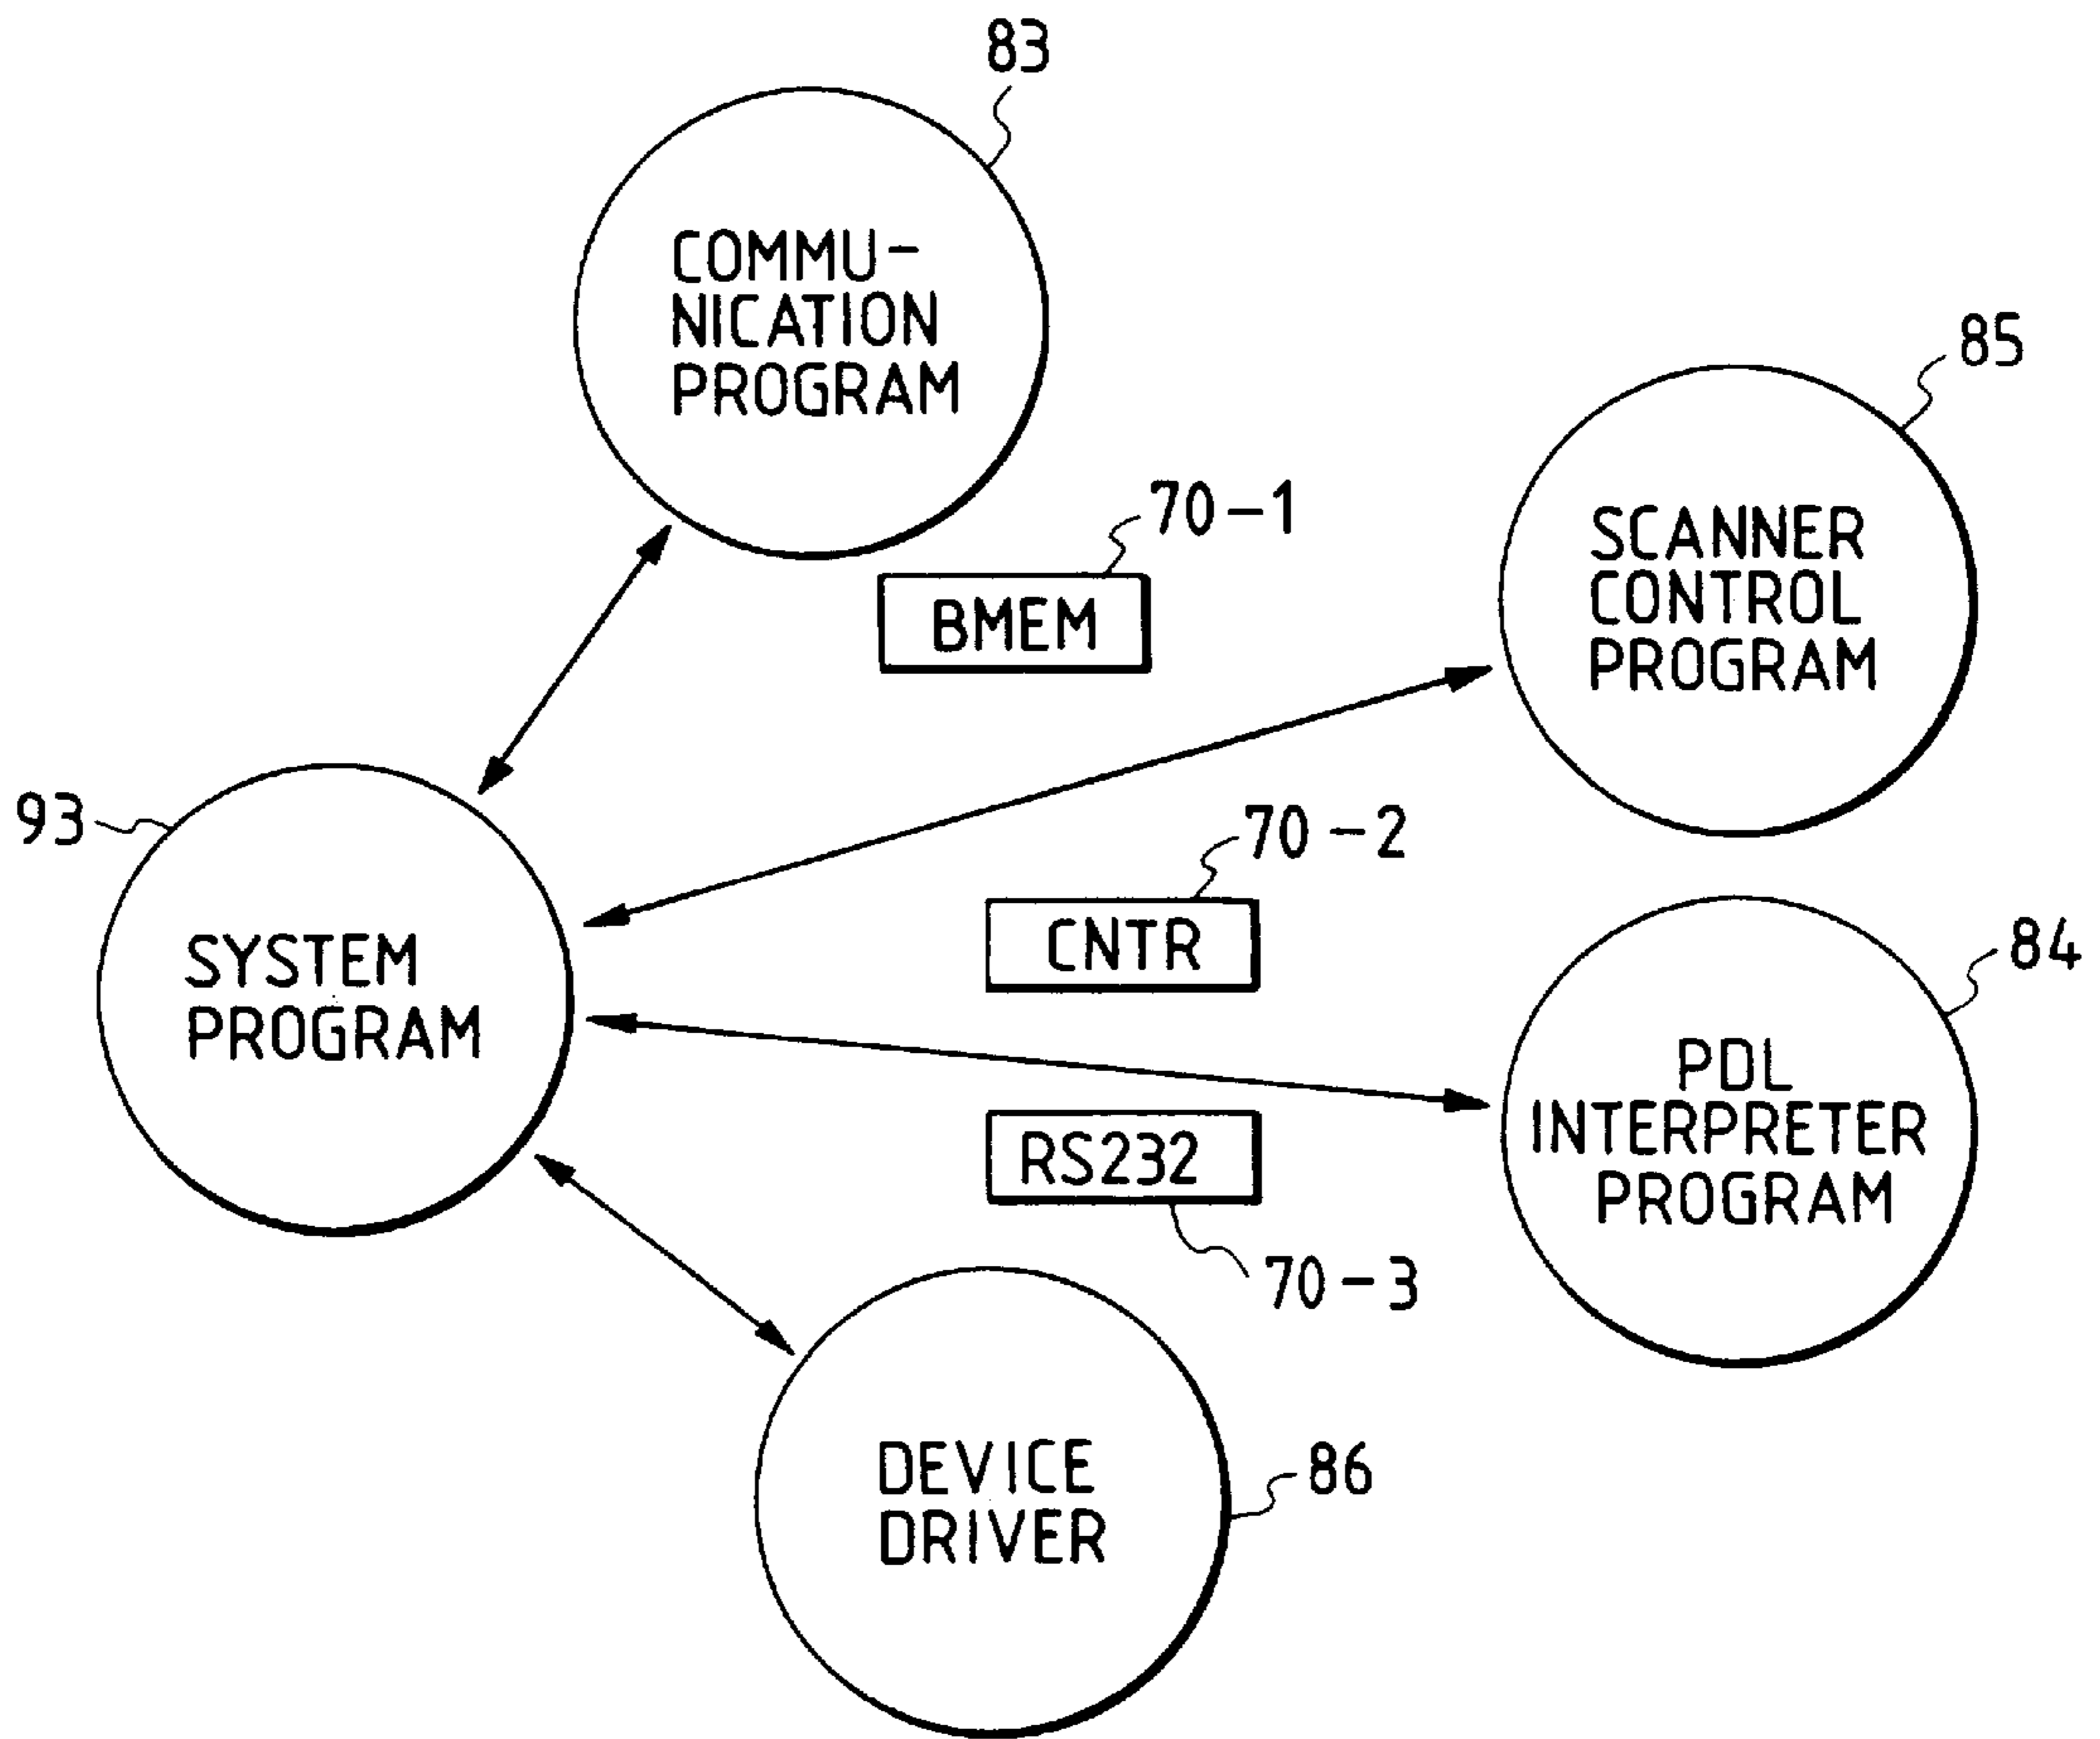 83
COMMU-
NICATION
PROGRAM
85
70-1
BMEM
SCANNER
CONTROL
PROGRAM
93
70-2
CNTR
SYSTEM
PROGRAM
84
PDL
INTERPRETER
PROGRAM
RS232
70-3
DEVICE
DRIVER
86